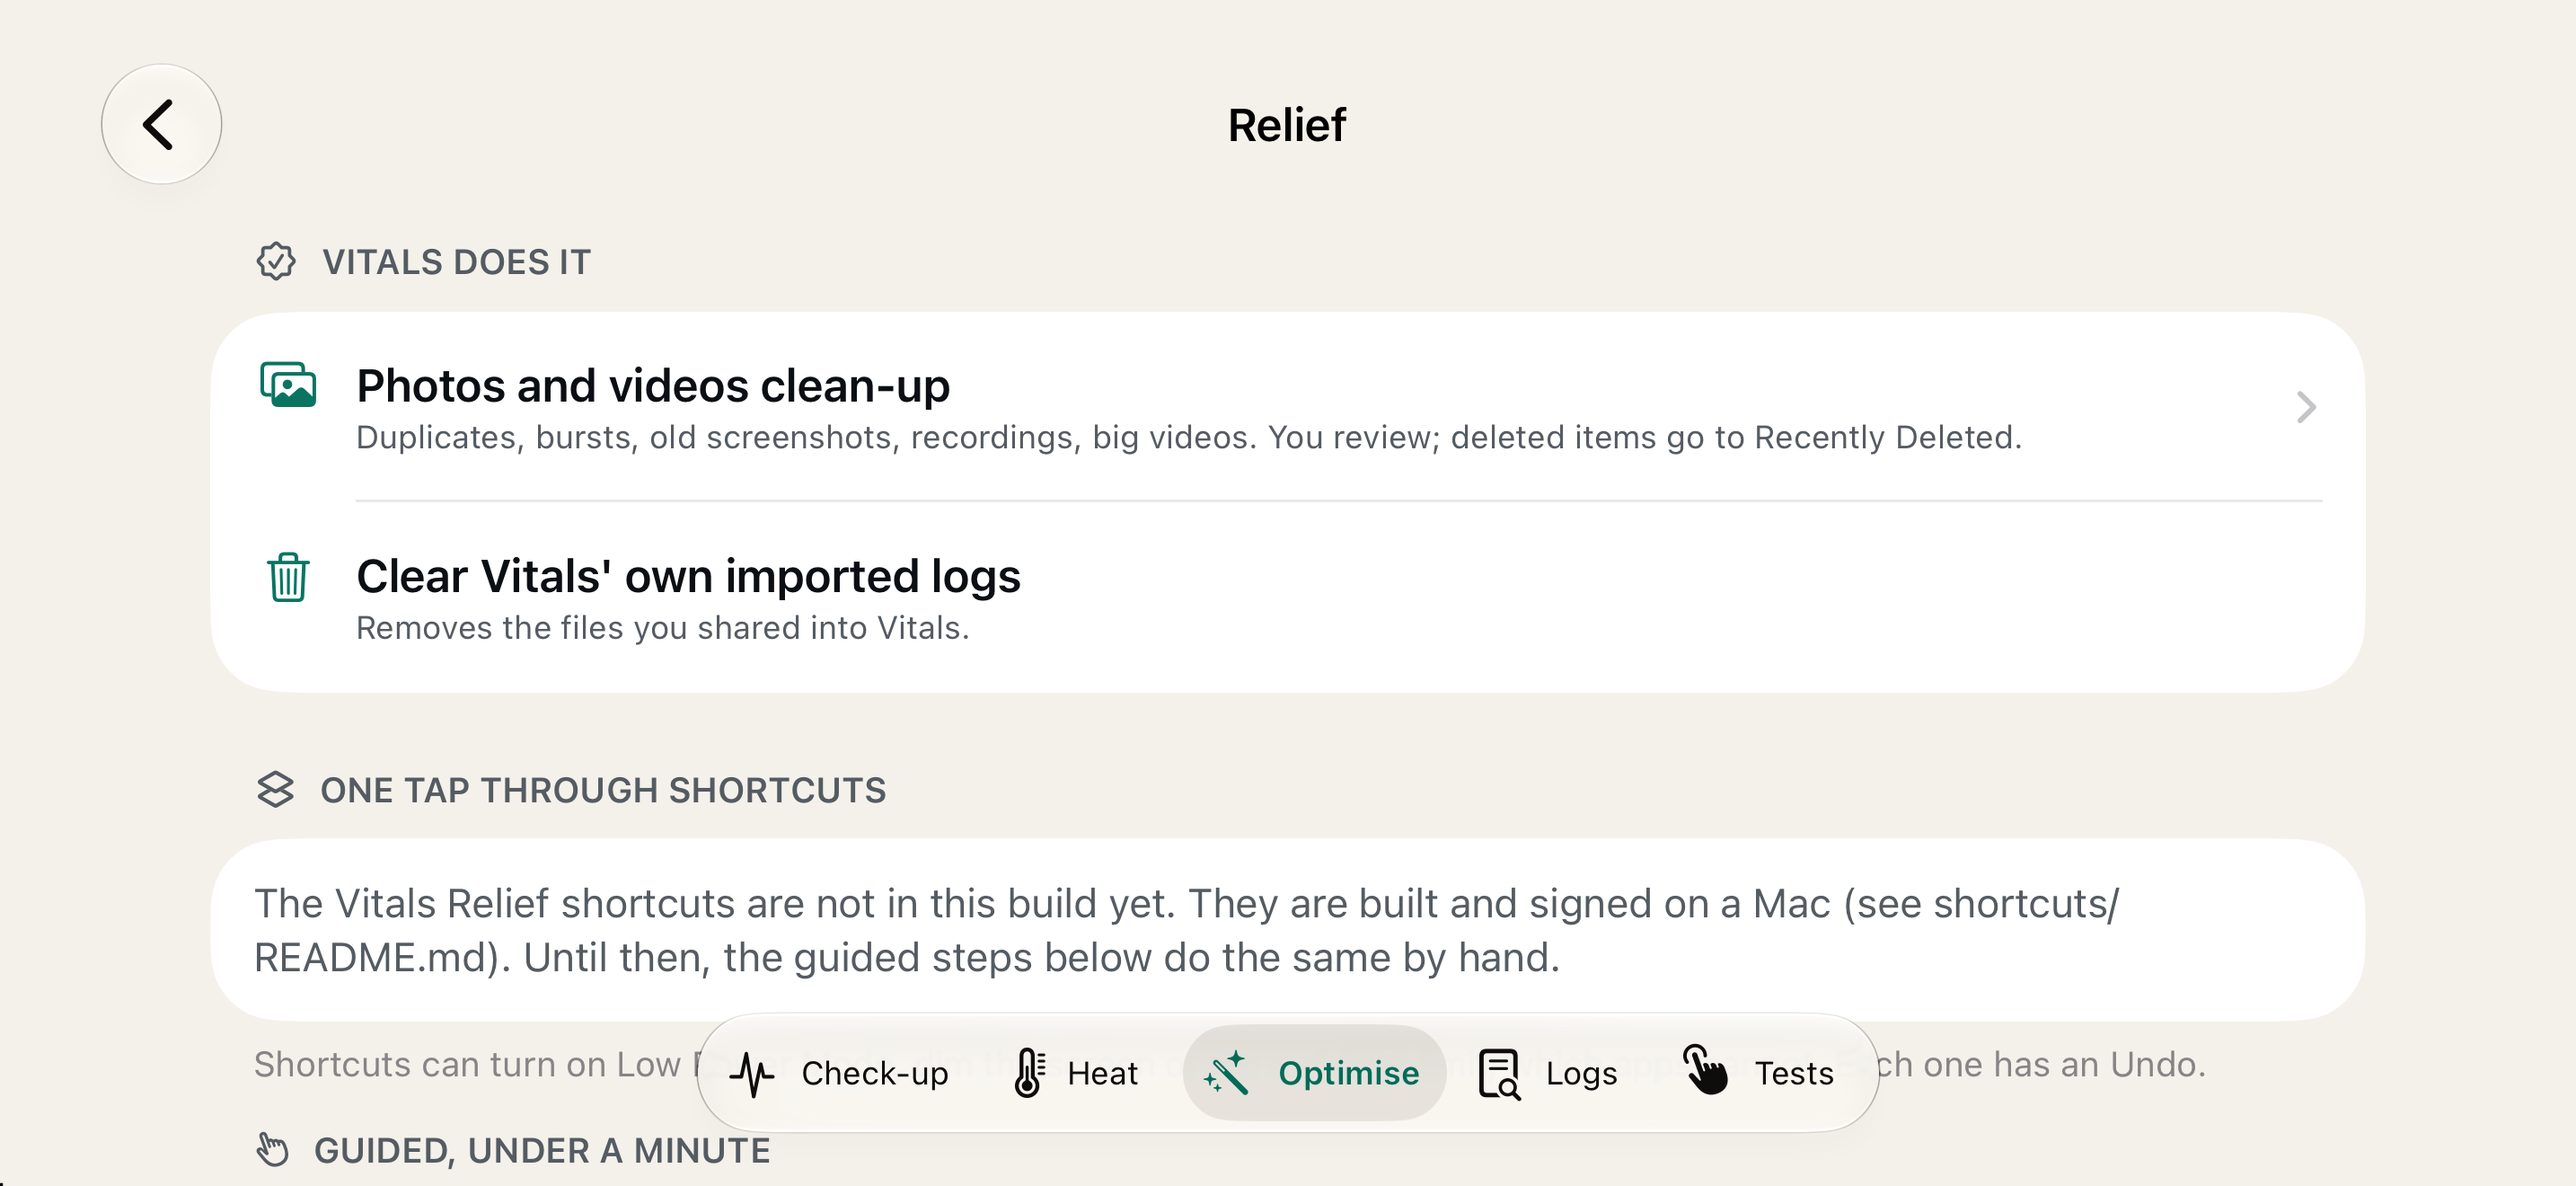 Relief
VITALS DOES IT
Photos and videos clean-up
Duplicates, bursts, old screenshots, recordings, big videos. You review; deleted items go to Recently Deleted.
Clear Vitals' own imported logs
Removes the files you shared into Vitals.
ONE TAP THROUGH SHORTCUTS
The Vitals Relief shortcuts are not in this build yet. They are built and signed on a Mac (see shortcuts/
README.md). Until then, the guided steps below do the same by hand.
Shortcuts can turn on Low one has an Undo.
Check-up
Heat
Optimise
Logs
Tests
GUIDED, UNDER A MINUTE